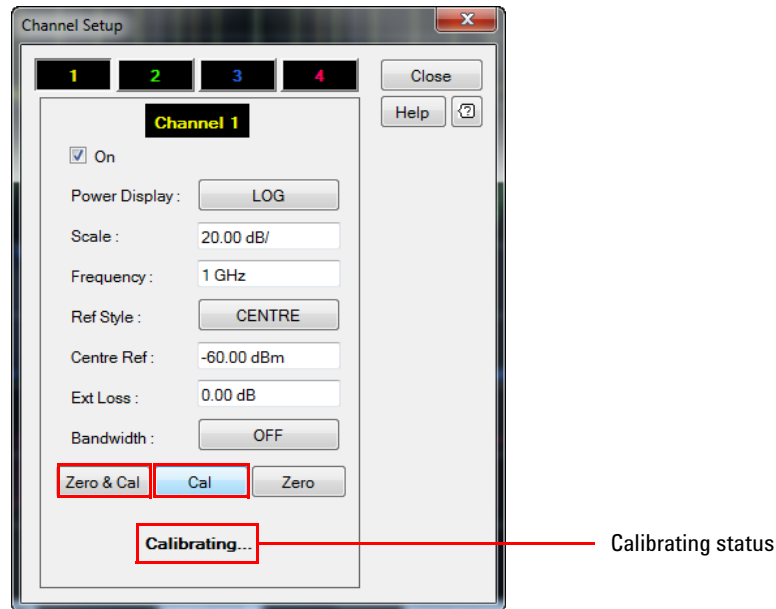 Channel Setup
x
1 2 3 4
Close
Channel 1
Help ?
On
Power Display : LOG
Scale : 20.00 dB/
Frequency : 1 GHz
Ref Style : CENTRE
Centre Ref : -60.00 dBm
Ext Loss : 0.00 dB
Bandwidth : OFF
Zero & Cal Cal Zero
Calibrating... Calibrating status